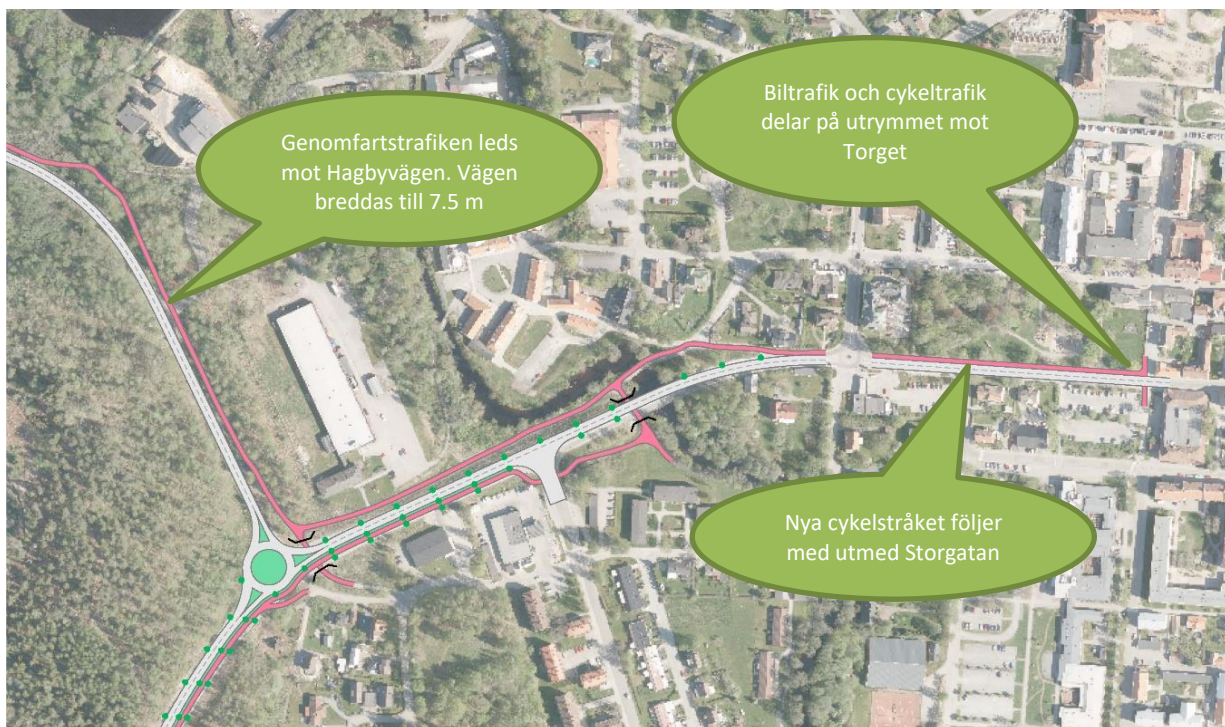 Genomfartstrafiken leds
mot Hagbyvägen. Vägen
breddas till 7.5 m
Biltrafik och cykeltrafik
delar på utrymmet mot
Torget
Nya cykelstråket följer
med utmed Storgatan